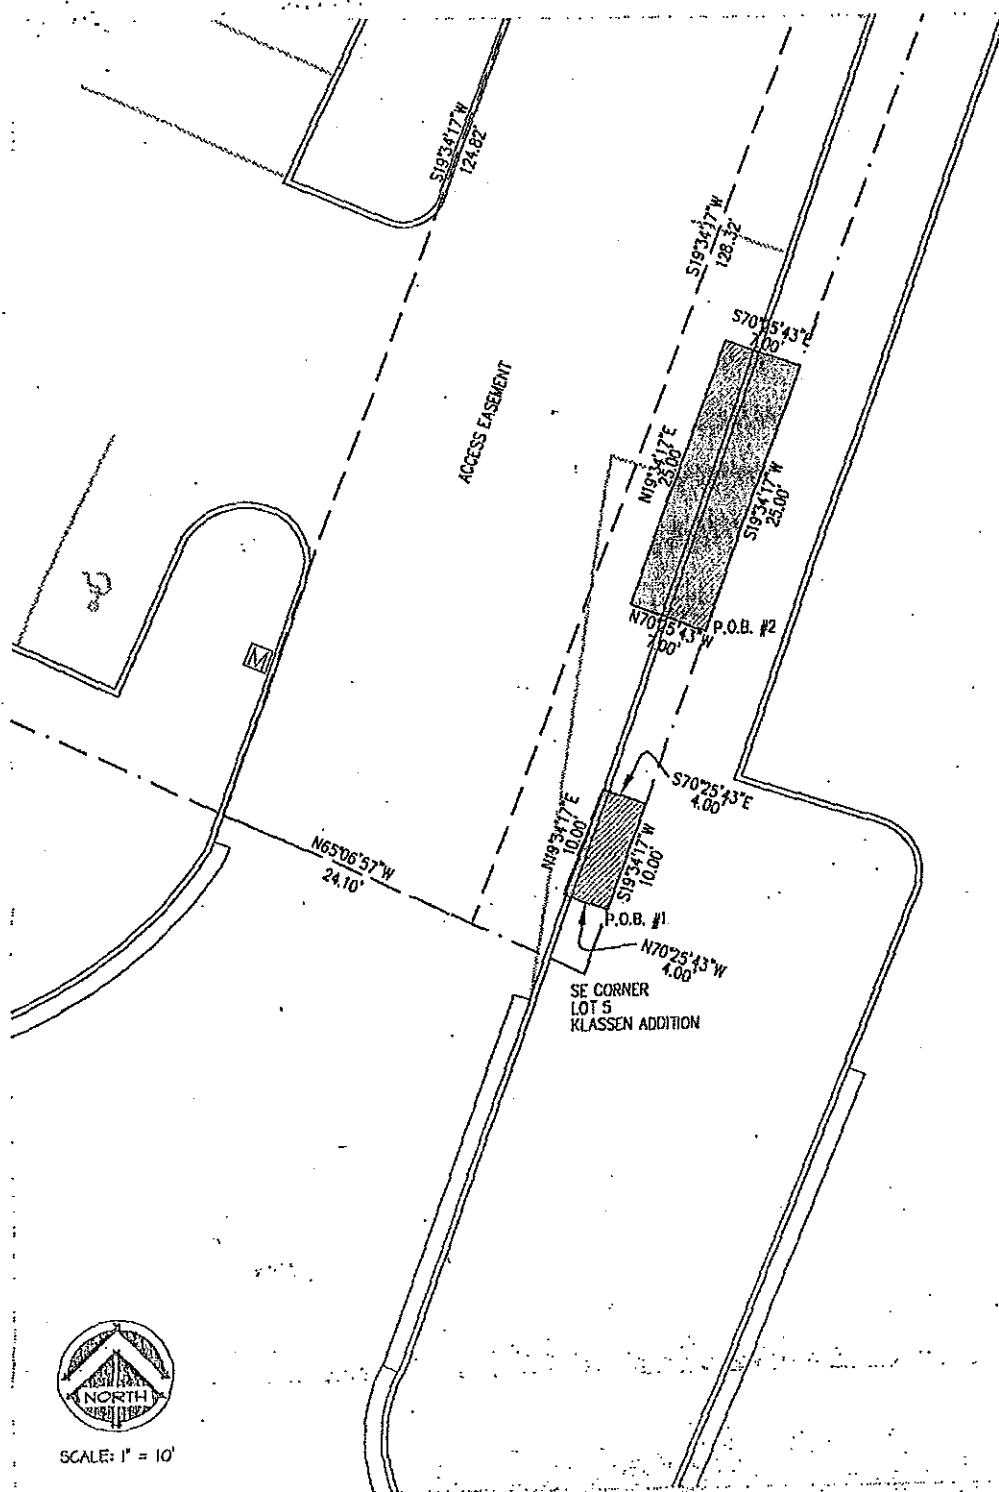 S19°34'17"W
124.82'
S19°34'17"W
128.32'
S70°25'43"E
7.00'
ACCESS EASEMENT
N19°34'17"E
25.00'
S19°34'17"W
25.00'
N70°25'43"W
7.00'
P.O.B. #2
M
S70°25'43"E
4.00'
N19°34'17"E
10.00'
S19°34'17"W
10.00'
N65°06'57"W
24.10'
P.O.B. #1
N70°25'43"W
4.00'
SE CORNER
LOT 5
KLASSEN ADDITION
NORTH
SCALE: 1" = 10'